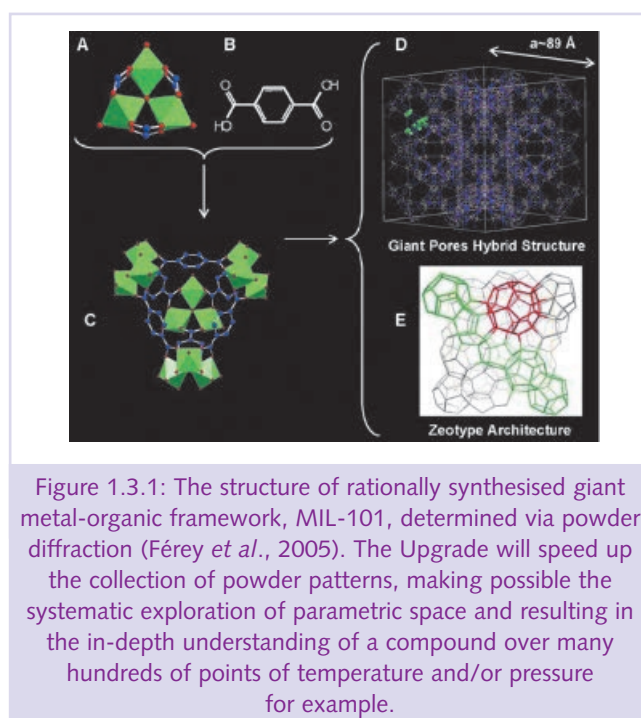 A
B
D
a~89 Å
OH
O
HO
O
Giant Pores Hybrid Structure
C
E
Zeotype Architecture
Figure 1.3.1: The structure of rationally synthesised giant
metal-organic framework, MIL-101, determined via powder
diffraction (Férey et al., 2005). The Upgrade will speed up
the collection of powder patterns, making possible the
systematic exploration of parametric space and resulting in
the in-depth understanding of a compound over many
hundreds of points of temperature and/or pressure
for example.